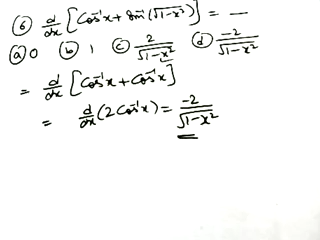 ⑥ d/dx [Cos⁻¹x + Sin⁻¹(√1-x²)] = —
ⓐ 0 ⓑ 1 ⓒ 2/√1-x² ⓓ -2/√1-x²
= d/dx [Cos⁻¹x + Cos⁻¹x]
= d/dx (2Cos⁻¹x) = -2/√1-x²